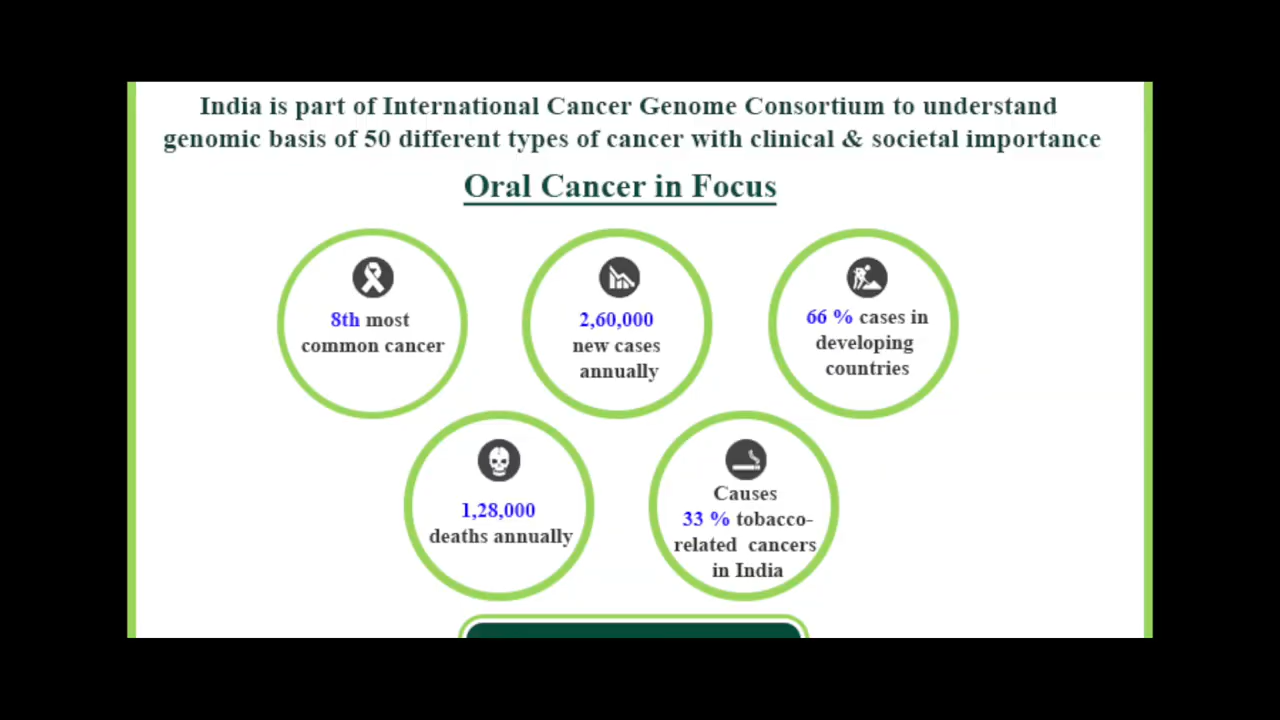 India is part of International Cancer Genome Consortium to understand
genomic basis of 50 different types of cancer with clinical & societal importance
Oral Cancer in Focus
8th most
common cancer
2,60,000
new cases
annually
66 % cases in
developing
countries
1,28,000
deaths annually
Causes
33 % tobacco-
related cancers
in India